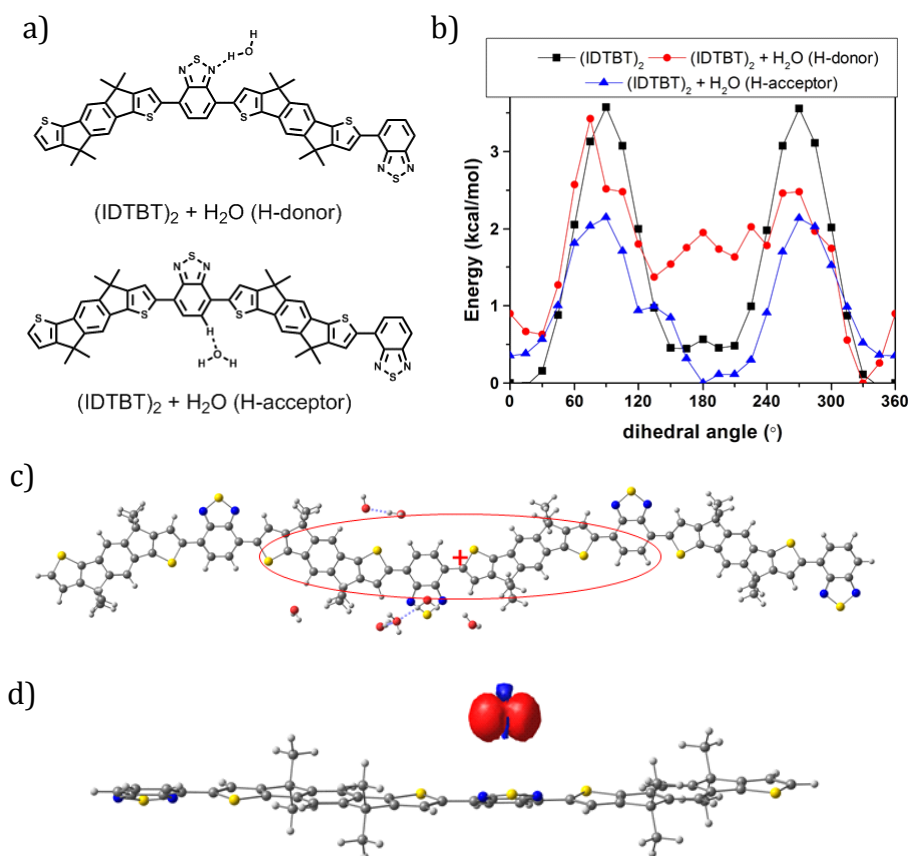 a)
H
H
O
S
N
N
S
S
S
S
N
N
S
(IDTBT)₂ + H₂O (H-donor)
S
N
N
S
S
S
S
H
O
H
H
N
N
S
(IDTBT)₂ + H₂O (H-acceptor)
b)
(IDTBT)₂ (IDTBT)₂ + H₂O (H-donor)
(IDTBT)₂ + H₂O (H-acceptor)
Energy (kcal/mol)
3
2
1
0
0 60 120 180 240 300 360
dihedral angle (°)
c)
+
d)